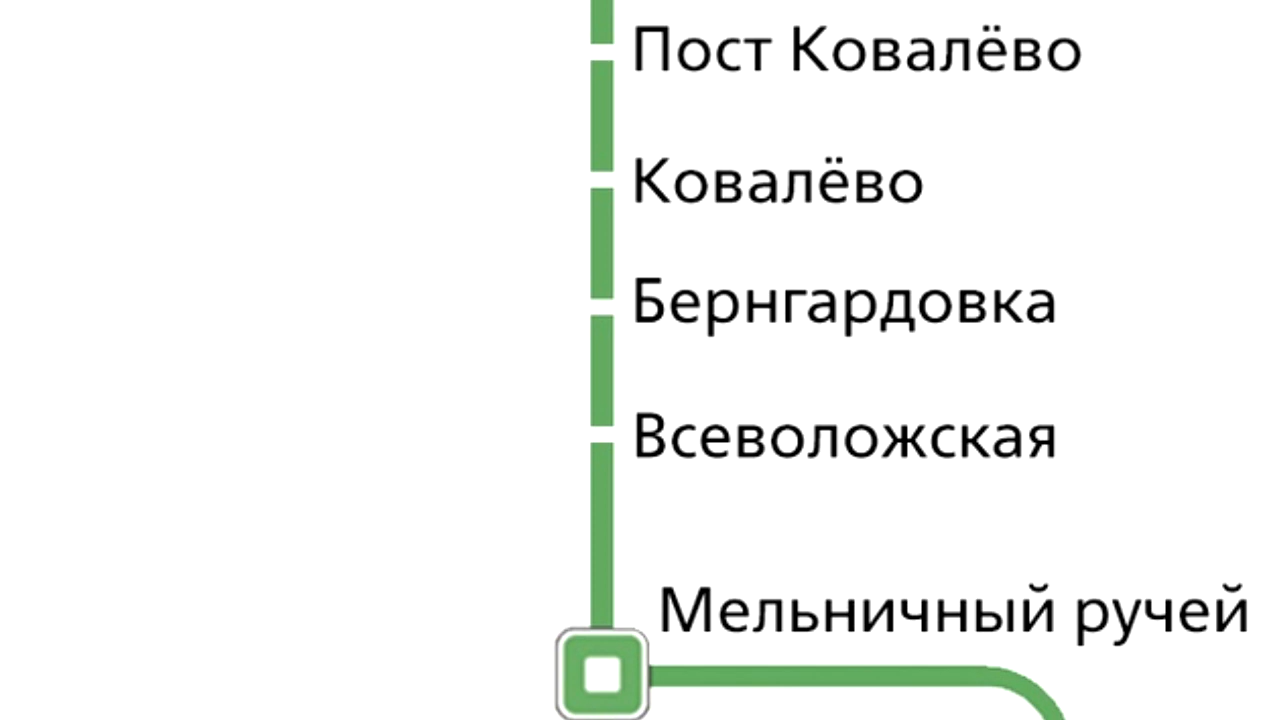 Пост Ковалёво
Ковалёво
Бернгардовка
Всеволожская
Мельничный ручей